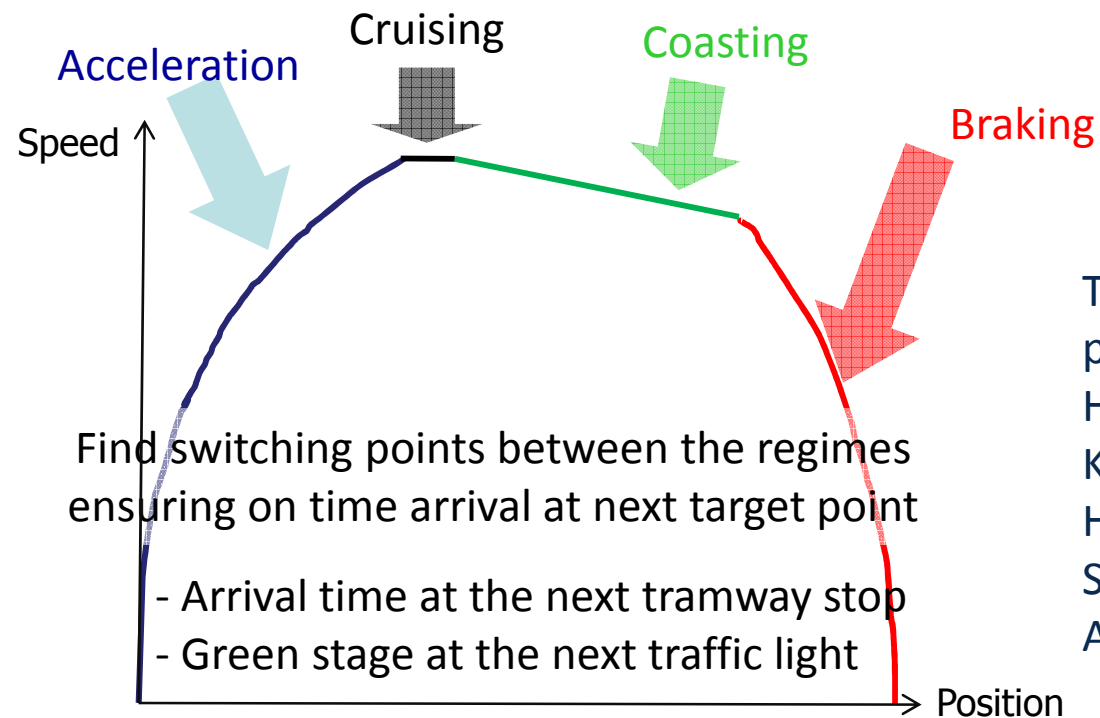 Cruising
Coasting
Acceleration
Braking
Speed
Find switching points between the regimes
ensuring on time arrival at next target point
- Arrival time at the next tramway stop
- Green stage at the next traffic light
Position